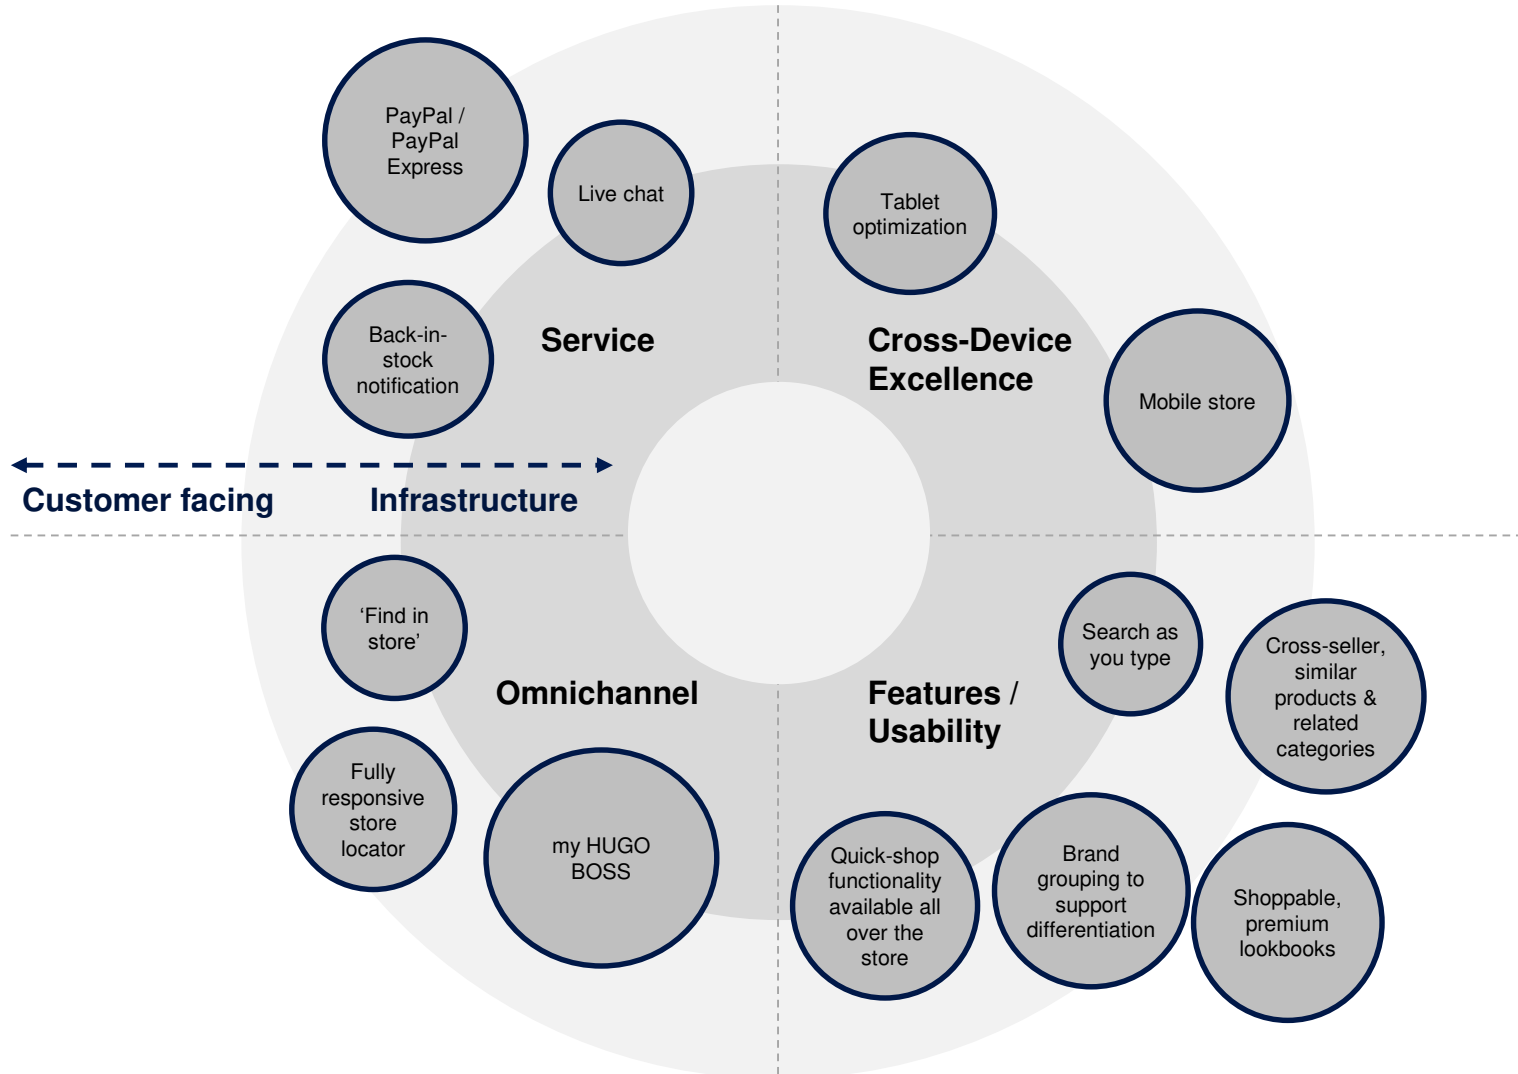 PayPal /
PayPal
Express
Live chat
Tablet
optimization
Back-in-
stock
notification
Service
Cross-Device
Excellence
Mobile store
Customer facing
Infrastructure
‘Find in
store’
Search as
you type
Cross-seller,
similar
products &
related
categories
Omnichannel
Features /
Usability
Fully
responsive
store
locator
my HUGO
BOSS
Quick-shop
functionality
available all
over the
store
Brand
grouping to
support
differentiation
Shoppable,
premium
lookbooks